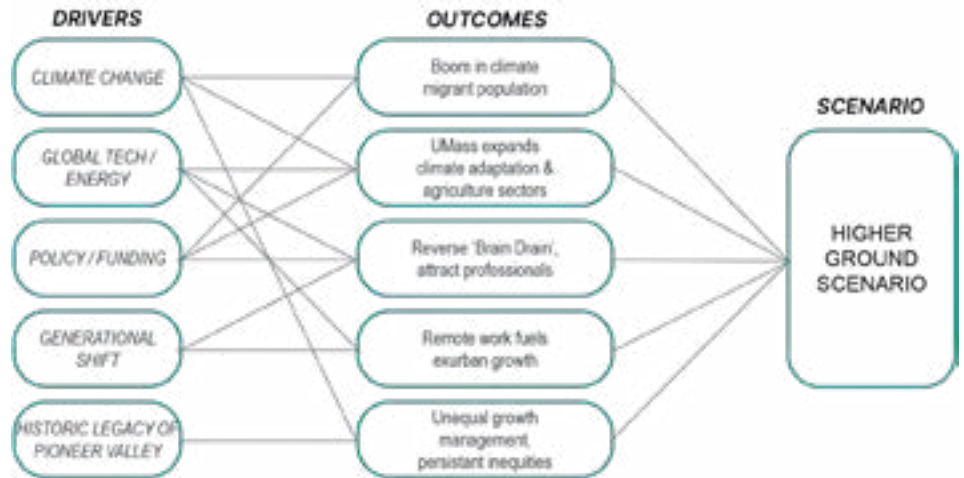 DRIVERS
OUTCOMES
SCENARIO
CLIMATE CHANGE
GLOBAL TECH /
ENERGY
POLICY / FUNDING
GENERATIONAL
SHIFT
HISTORIC LEGACY OF
PIONEER VALLEY
Boom in climate
migrant population
UMass expands
climate adaptation &
agriculture sectors
Reverse 'Brain Drain',
attract professionals
Remote work fuels
exurban growth
Unequal growth
management,
persistant inequities
HIGHER
GROUND
SCENARIO